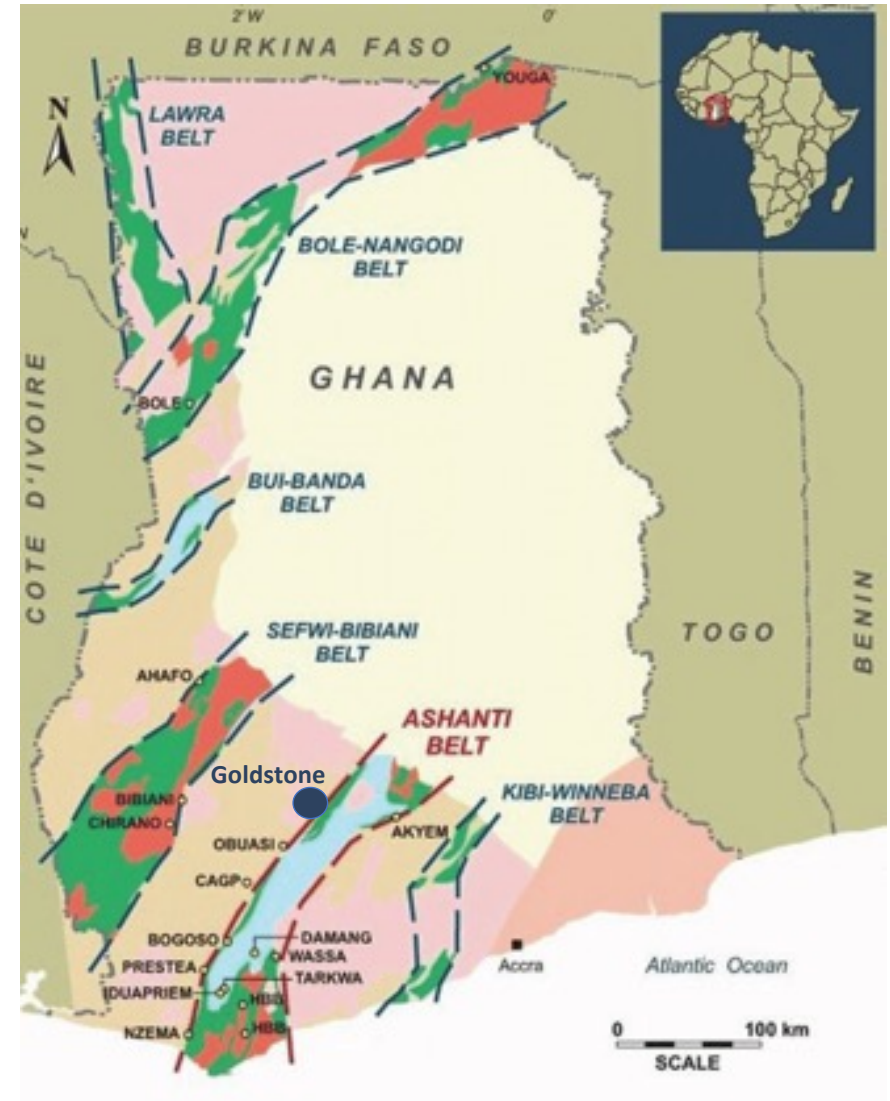 2°W
0°
BURKINA FASO
YOUGA
N
LAWRA
BELT
BOLE-NANGODI
BELT
GHANA
BOLE
COTE D'IVOIRE
BUI-BANDA
BELT
SEFWI-BIBIANI
BELT
TOGO
BENIN
AHAFO
ASHANTI
BELT
Goldstone
KIBI-WINNEBA
BELT
BIBIANI
CHIRANO
AKYEM
OBUASI
CAGP
BOGOSO
DAMANG
WASSA
PRESTEA
TARKWA
IDUAPRIEM
HBB
NZEMA
HBB
Accra
Atlantic Ocean
0 100 km
SCALE